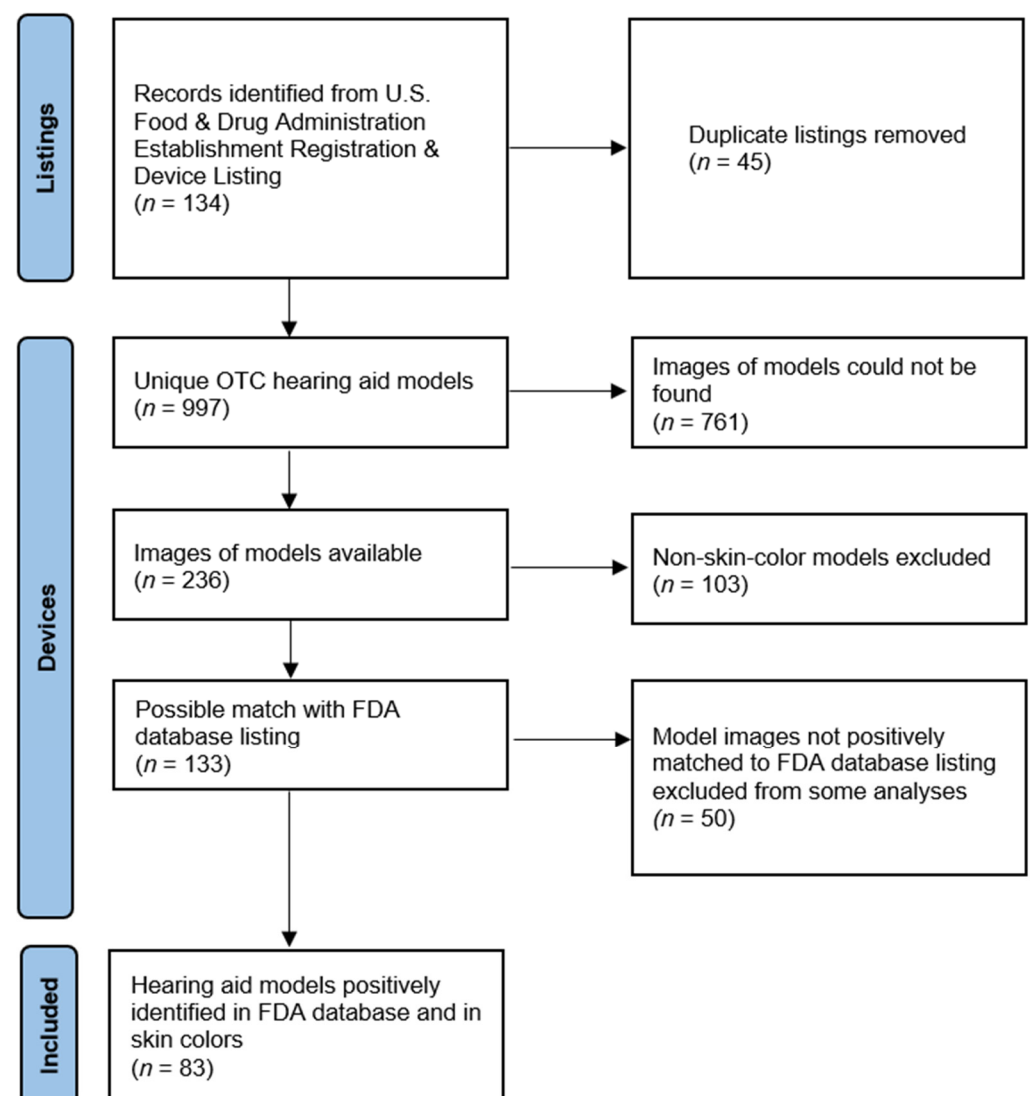 Listings
Records identified from U.S.
Food & Drug Administration
Establishment Registration &
Device Listing
(n = 134)
Duplicate listings removed
(n = 45)
Devices
Unique OTC hearing aid models
(n = 997)
Images of models could not be
found
(n = 761)
Images of models available
(n = 236)
Non-skin-color models excluded
(n = 103)
Possible match with FDA
database listing
(n = 133)
Model images not positively
matched to FDA database listing
excluded from some analyses
(n = 50)
Included
Hearing aid models positively
identified in FDA database and in
skin colors
(n = 83)